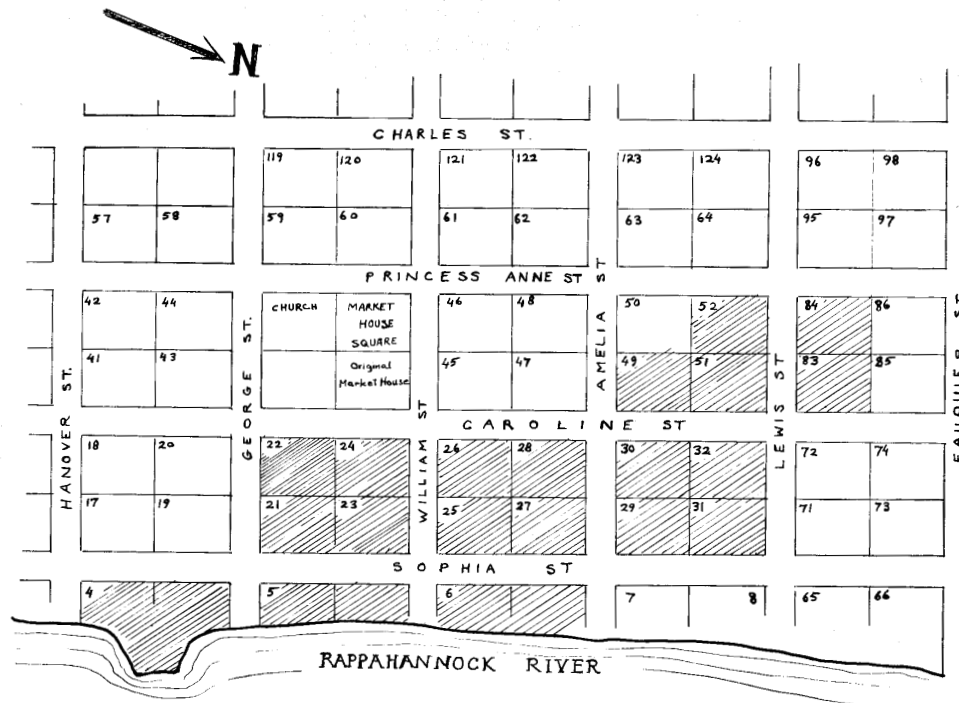 N
CHARLES ST.
119 120 121 122 123 124 96 98
57 58 59 60 61 62 63 64 95 97
PRINCESS ANNE ST
42 44 CHURCH MARKET
HOUSE
SQUARE
46 48 50 52 84 86
41 43 Original
Market House
45 47 49 51 83 85
HANOVER ST.
GEORGE ST.
WILLIAM ST
AMELIA ST
LEWIS ST
FAUQUIER ST
CAROLINE ST
18 20 22 24 26 28 30 32 72 74
17 19 21 23 25 27 29 31 71 73
SOPHIA ST
4 5 6 7 8 65 66
RAPPAHANNOCK RIVER